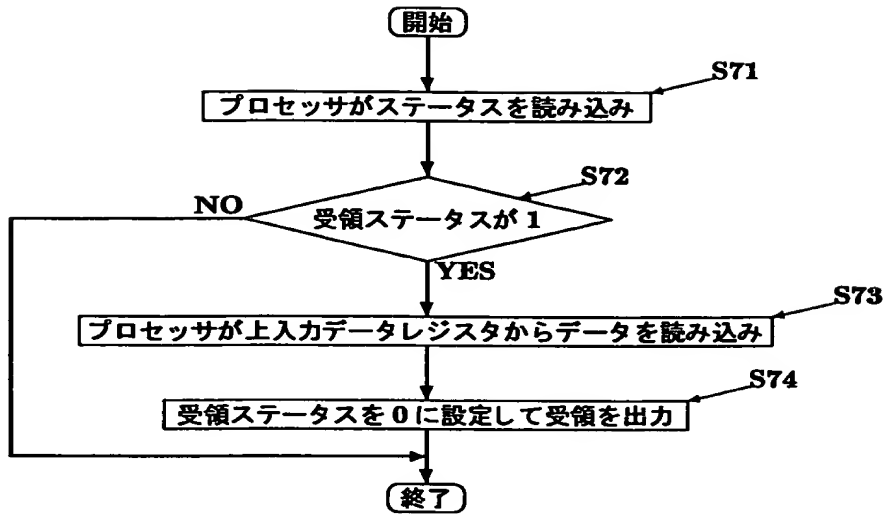 開始
S71
プロセッサがステータスを読み込み
S72
NO
受領ステータスが 1
YES
S73
プロセッサが上入力データレジスタからデータを読み込み
S74
受領ステータスを 0 に設定して受領を出力
終了